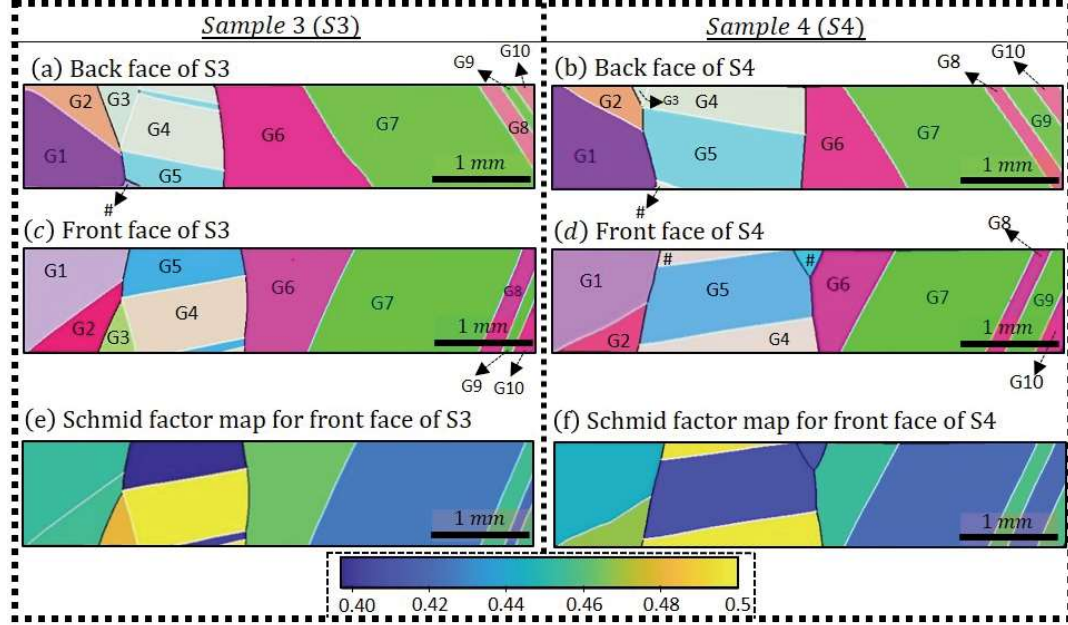 Sample 3 (S3)
Sample 4 (S4)
(a) Back face of S3
G9
G10
G2
G3
G4
G1
G5
G6
G7
G8
1 mm
#
(b) Back face of S4
G8
G10
G2
G3
G4
G1
G5
G6
G7
G9
1 mm
#
(c) Front face of S3
G1
G5
G6
G7
G8
G4
G2
G3
1 mm
G9
G10
(d) Front face of S4
G8
#
#
G1
G5
G6
G7
G9
G2
G4
1 mm
G10
(e) Schmid factor map for front face of S3
1 mm
(f) Schmid factor map for front face of S4
1 mm
0.40 0.42 0.44 0.46 0.48 0.5